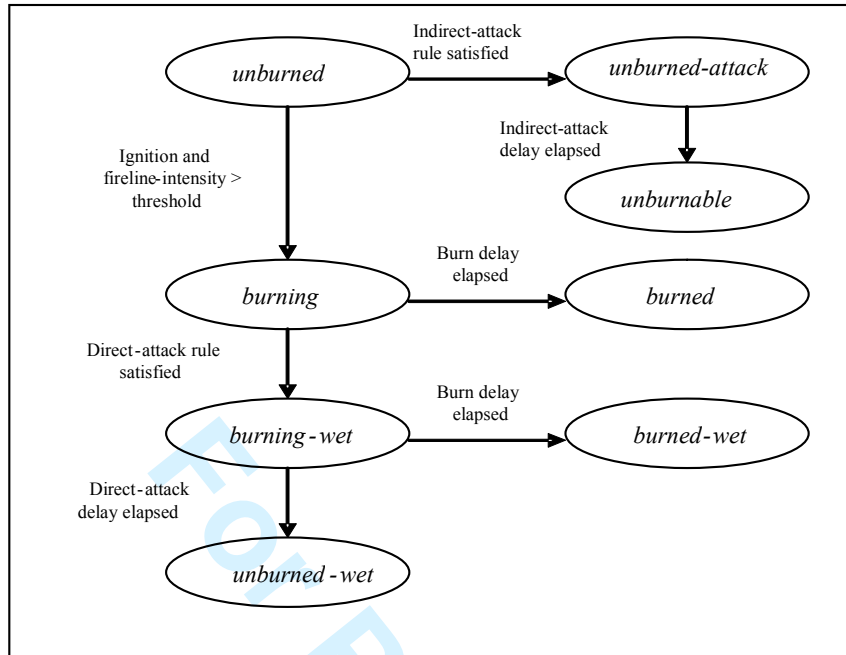 Indirect-attack
rule satisfied
unburned
unburned-attack
Indirect-attack
delay elapsed
Ignition and
fireline-intensity >
threshold
unburnable
Burn delay
elapsed
burning
burned
Direct-attack rule
satisfied
Burn delay
elapsed
burning-wet
burned-wet
Direct-attack
delay elapsed
unburned-wet
For